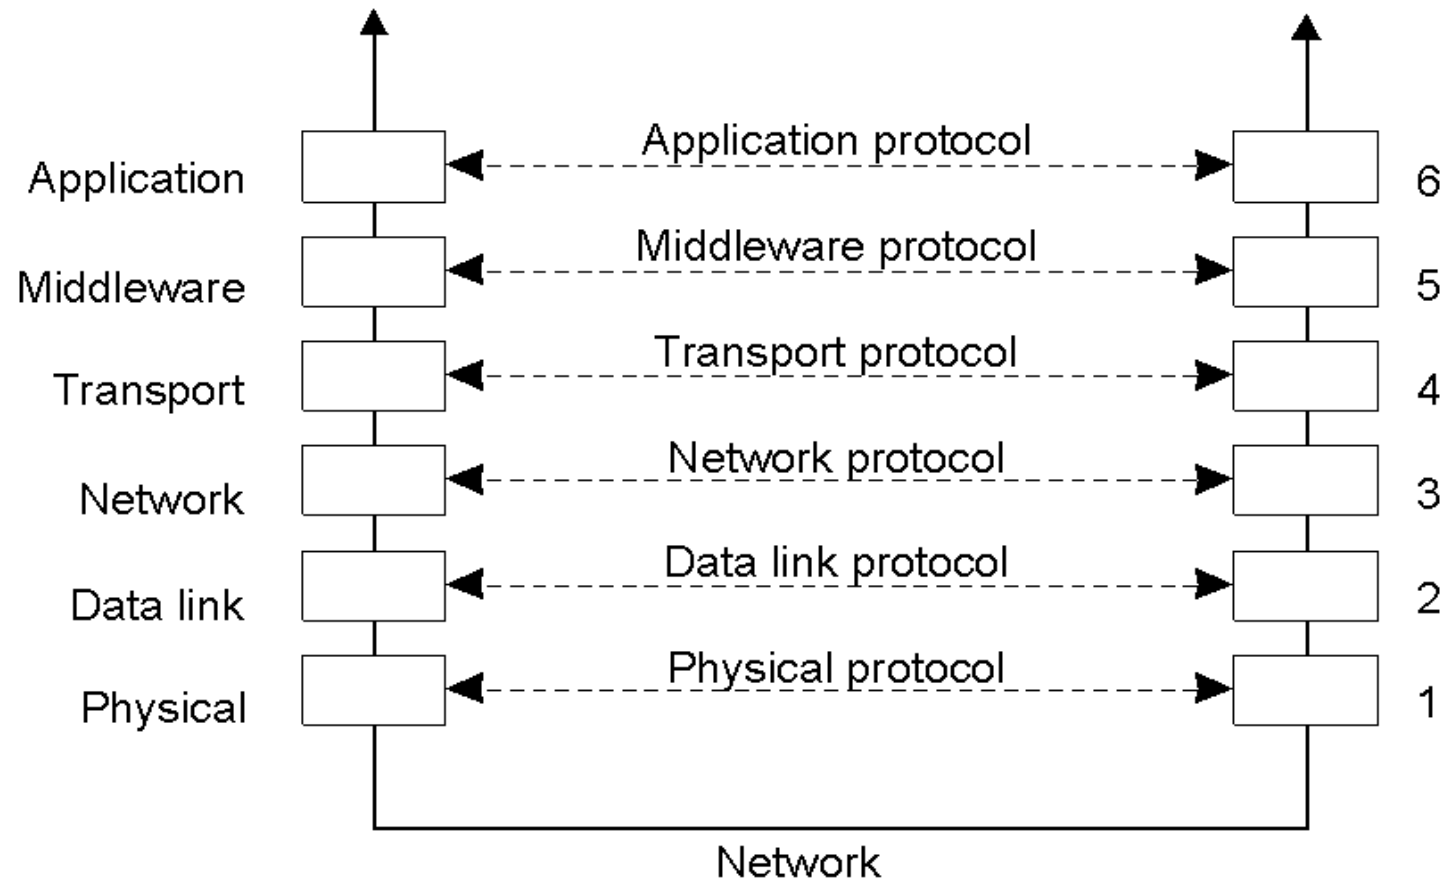 Application protocol
Application
6
Middleware protocol
Middleware
5
Transport protocol
Transport
4
Network protocol
Network
3
Data link protocol
Data link
2
Physical protocol
Physical
1
Network